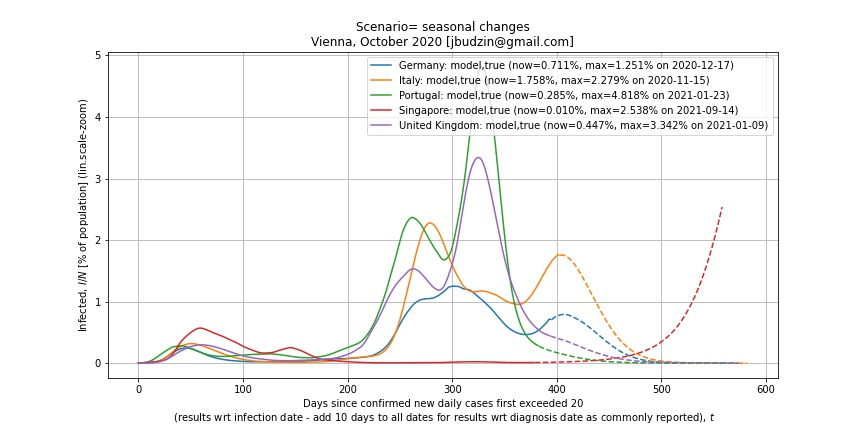 Scenario= seasonal changes
Vienna, October 2020 [jbudzin@gmail.com]
Germany: model,true (now=0.711%, max=1.251% on 2020-12-17)
Italy: model,true (now=1.758%, max=2.279% on 2020-11-15)
Portugal: model,true (now=0.285%, max=4.818% on 2021-01-23)
Singapore: model,true (now=0.010%, max=2.538% on 2021-09-14)
United Kingdom: model,true (now=0.447%, max=3.342% on 2021-01-09)
Infected, I/N [% of population] (lin.scale-zoom)
5
4
3
2
1
0
0 100 200 300 400 500 600
Days since confirmed new daily cases first exceeded 20
(results wrt infection date - add 10 days to all dates for results wrt diagnosis date as commonly reported), t